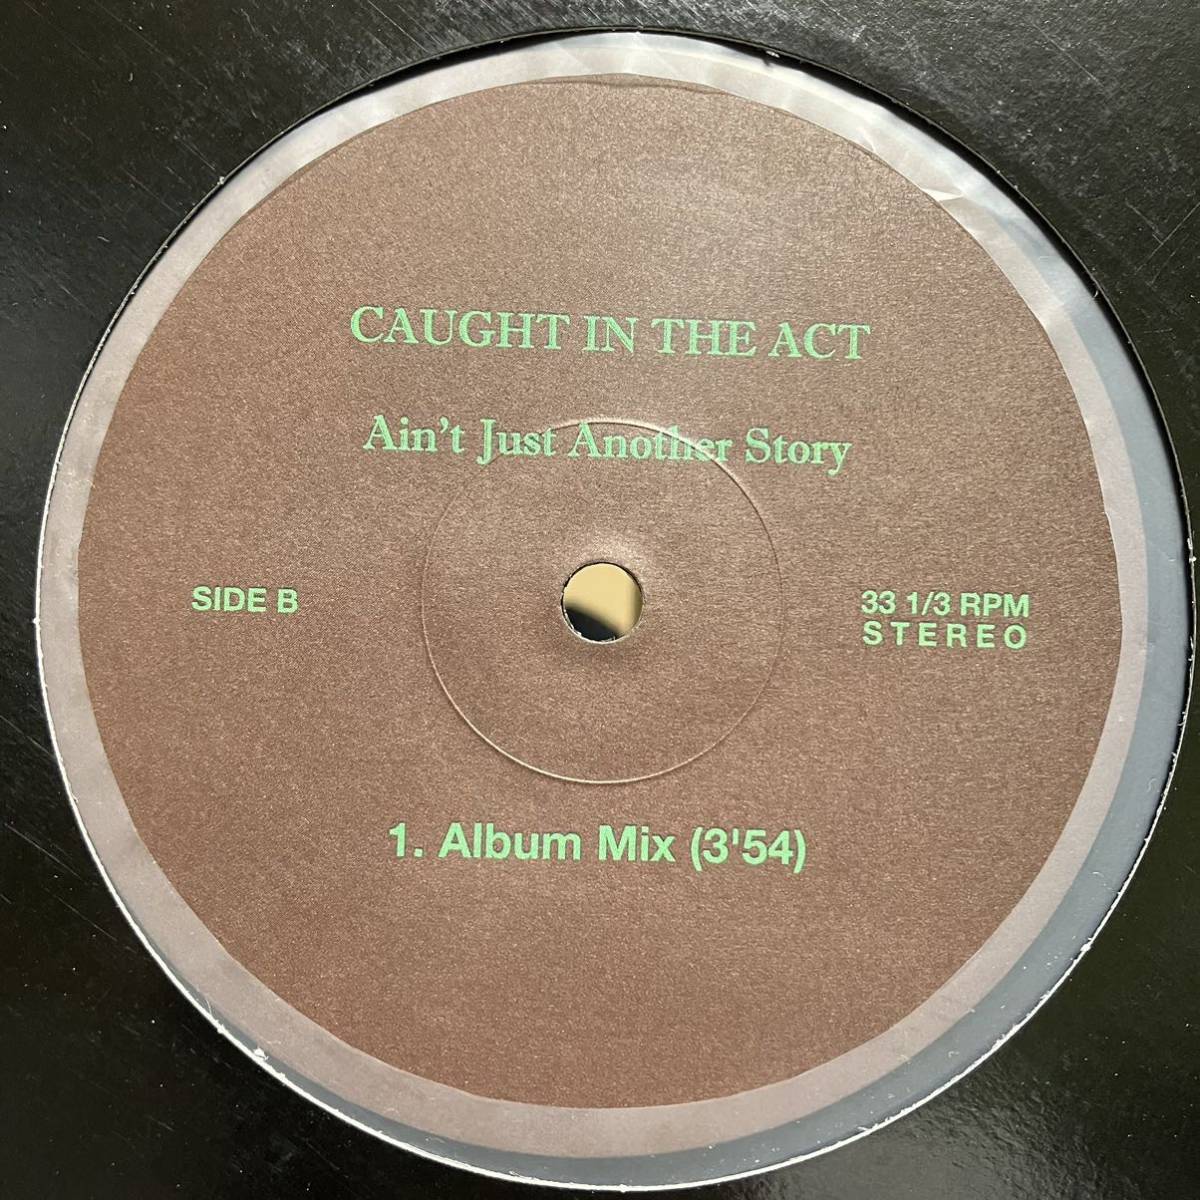 CAUGHT IN THE ACT
Ain't Just Another Story
SIDE B
33 1/3 RPM
STEREO
1. Album Mix (3'54)